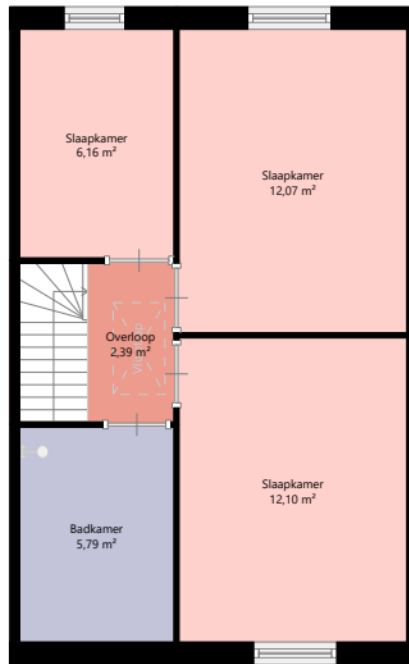 Slaapkamer
6,16 m²
Slaapkamer
12,07 m²
Overloop
2,39 m²
Vlizotrap
Slaapkamer
12,10 m²
Badkamer
5,79 m²